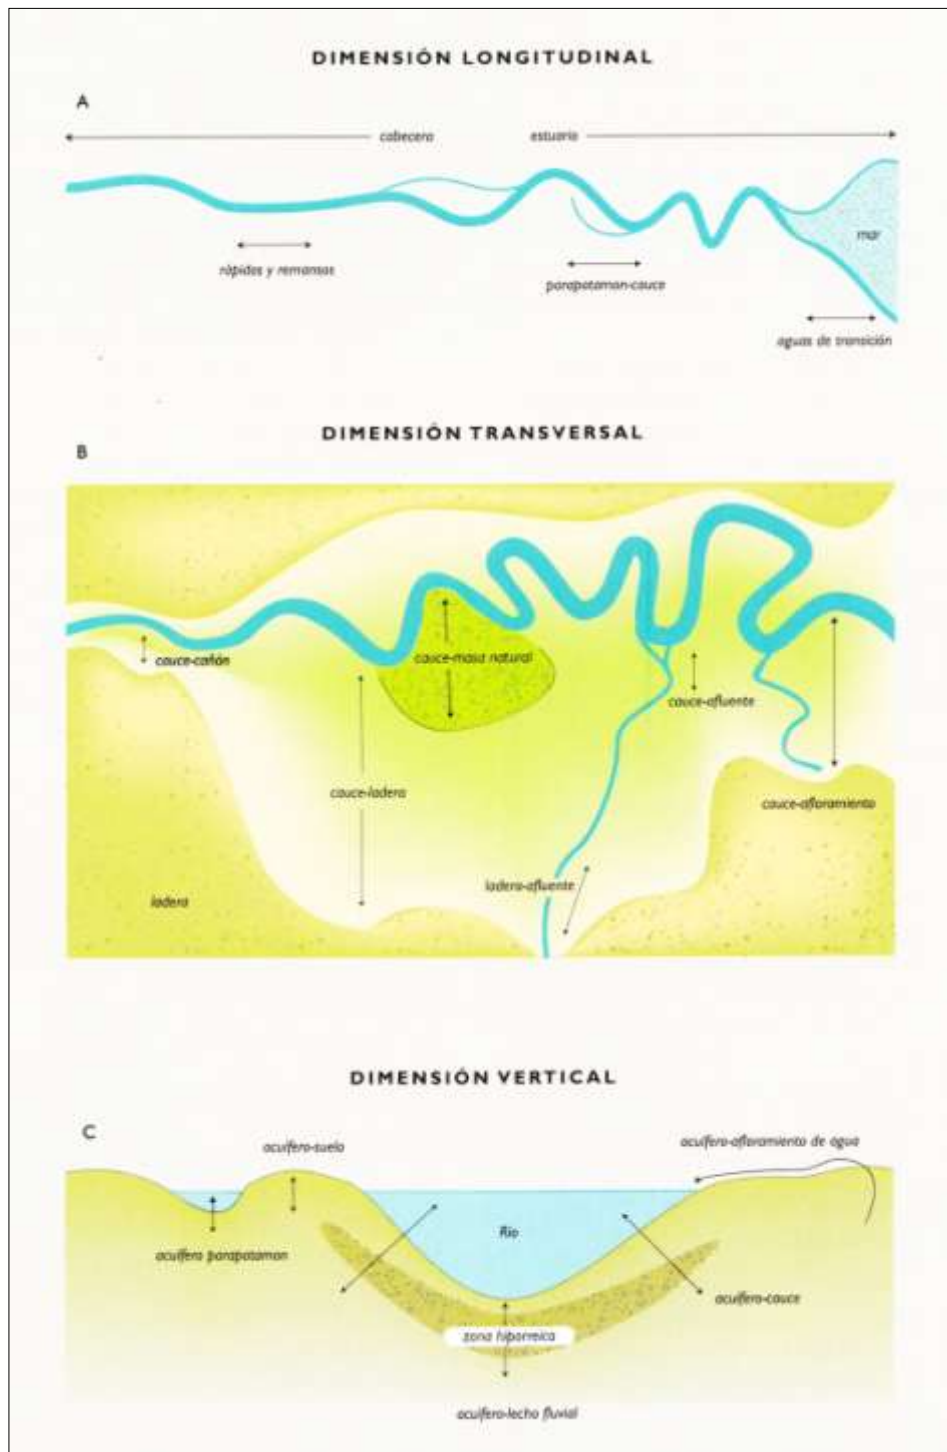 DIMENSIÓN LONGITUDINAL
A
cabecera
estuario
rápidos y remansos
parapotamon-cauce
mar
aguas de transición
DIMENSIÓN TRANSVERSAL
B
cauce-cañón
cauce-masa natural
cauce-afluente
cauce-ladera
cauce-afloramiento
ladera-afluente
ladera
DIMENSIÓN VERTICAL
C
acuífero-suelo
acuífero-afloramiento de agua
Río
acuífero parapotamon
acuífero-cauce
zona hiporreica
acuífero-lecho fluvial